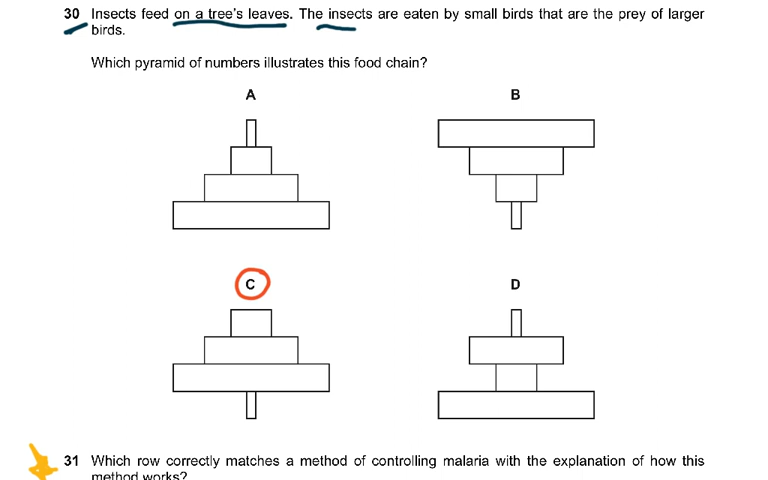 30 Insects feed on a tree's leaves. The insects are eaten by small birds that are the prey of larger
birds.
Which pyramid of numbers illustrates this food chain?
A B
C D
31 Which row correctly matches a method of controlling malaria with the explanation of how this
method works?